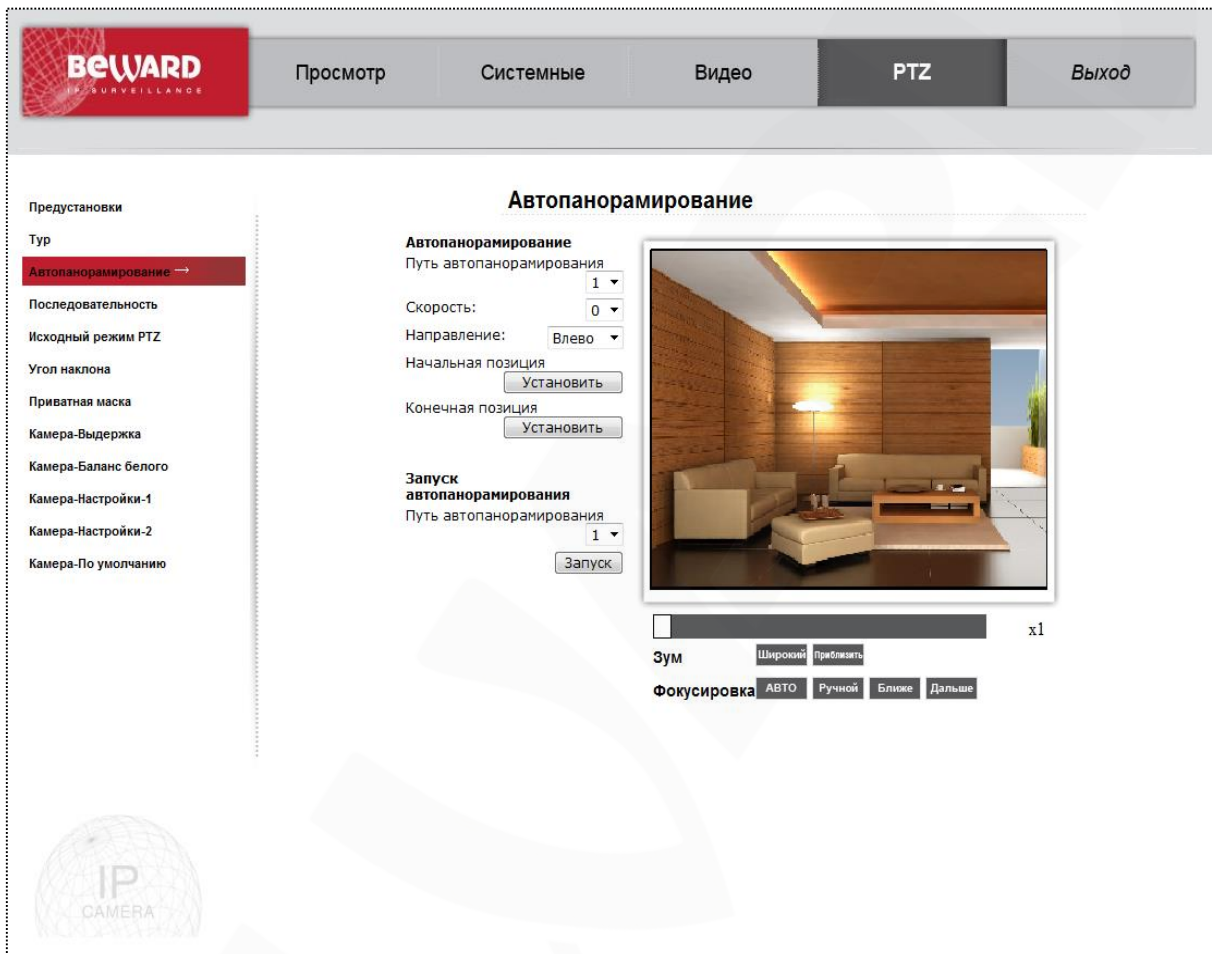 BEWARD
IP SURVEILLANCE
Просмотр
Системные
Видео
PTZ
Выход
Предустановки
Тур
Автопанорамирование →
Последовательность
Исходный режим PTZ
Угол наклона
Приватная маска
Камера-Выдержка
Камера-Баланс белого
Камера-Настройки-1
Камера-Настройки-2
Камера-По умолчанию
Автопанорамирование
Автопанорамирование
Путь автопанорамирования
1
Скорость: 0
Направление: Влево
Начальная позиция
Установить
Конечная позиция
Установить
Запуск
автопанорамирования
Путь автопанорамирования
1
Запуск
x1
Зум Широкий Приблизить
Фокусировка АВТО Ручной Ближе Дальше
IP
CAMERA